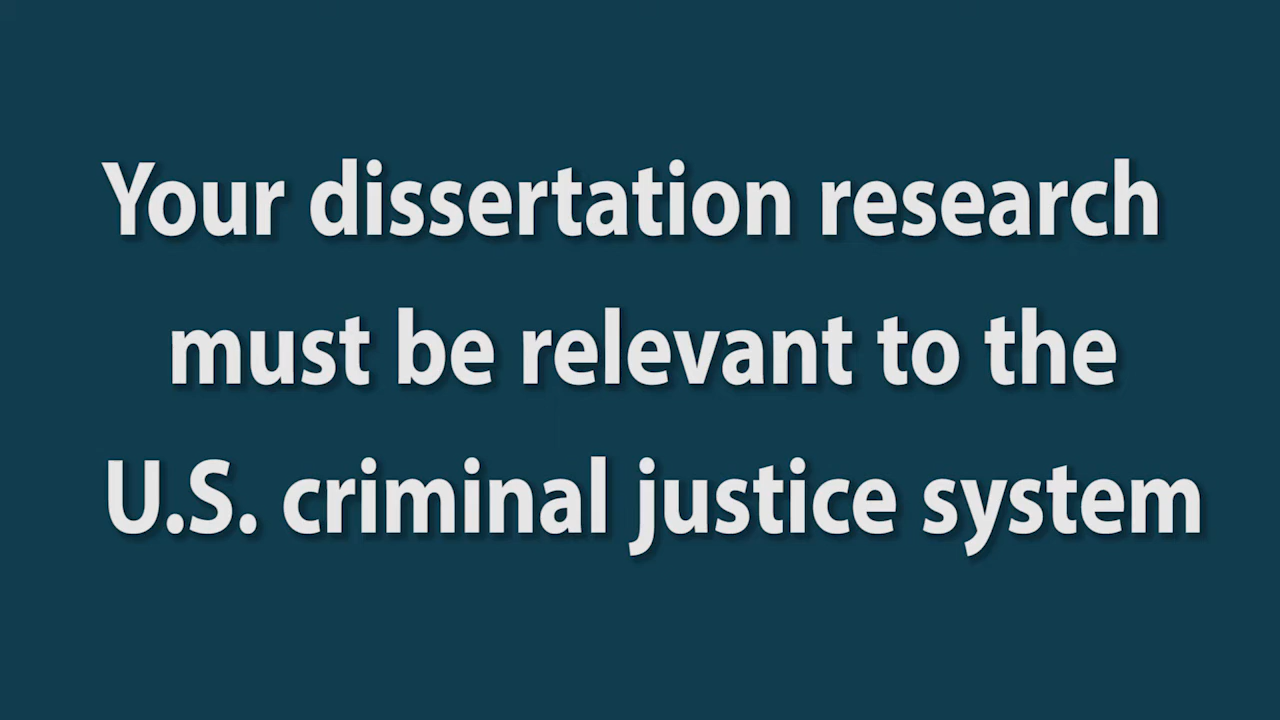 Your dissertation research
must be relevant to the
U.S. criminal justice system